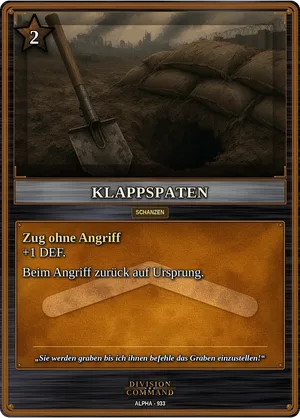 2
KLAPPSPATEN
SCHANZEN
Zug ohne Angriff
+1 DEF.
Beim Angriff zurück auf Ursprung.
„Sie werden graben bis ich ihnen befehle das Graben einzustellen!“
DIVISION
COMMAND
ALPHA - 933